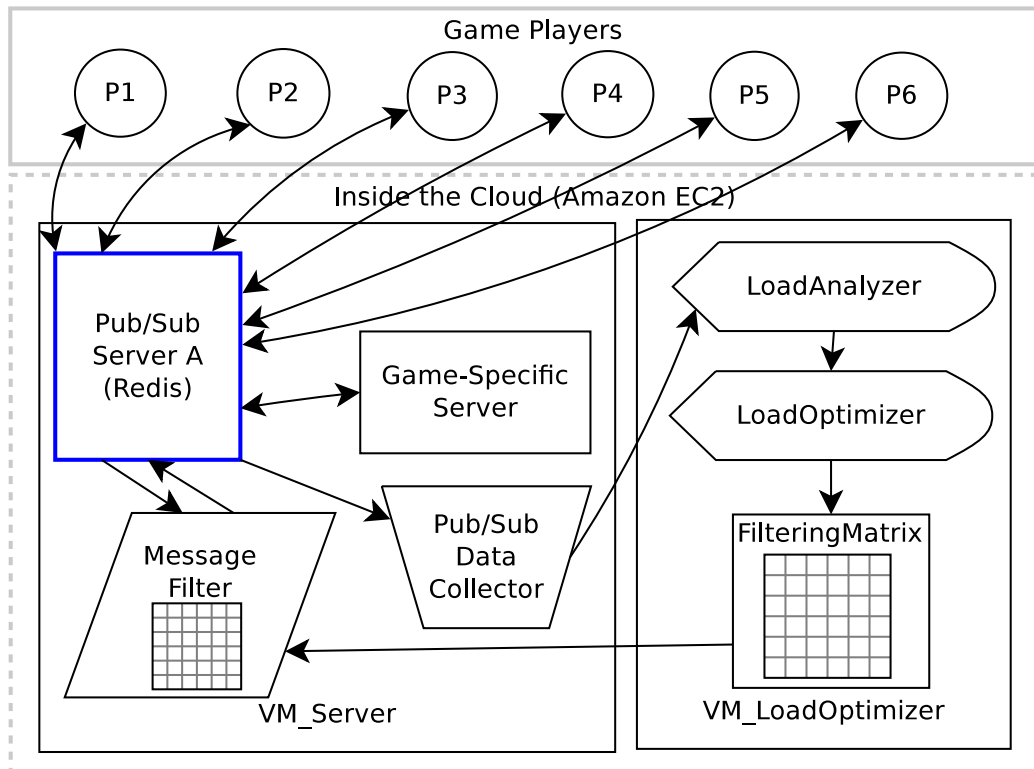 Game Players
P1
P2
P3
P4
P5
P6
Inside the Cloud (Amazon EC2)
Pub/Sub
Server A
(Redis)
Game-Specific
Server
LoadAnalyzer
LoadOptimizer
Message
Filter
Pub/Sub
Data
Collector
FilteringMatrix
VM_Server
VM_LoadOptimizer